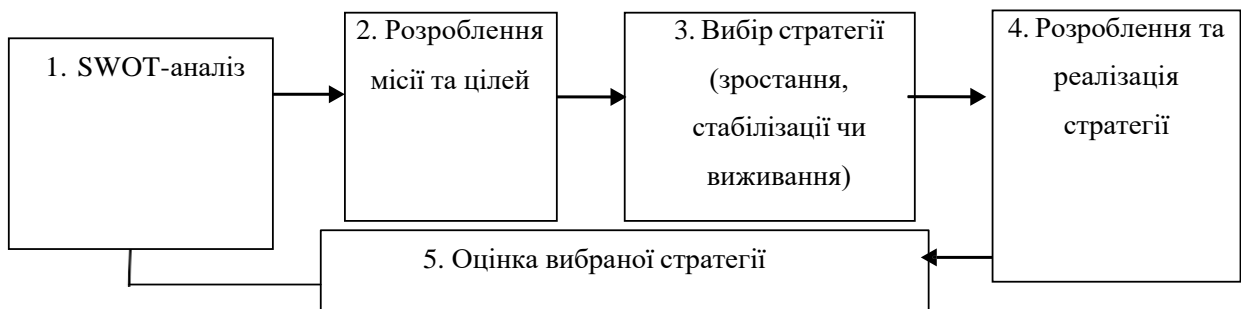 1. SWOT-аналіз
2. Розроблення
місії та цілей
3. Вибір стратегії
(зростання,
стабілізації чи
виживання)
4. Розроблення та
реалізація
стратегії
5. Оцінка вибраної стратегії